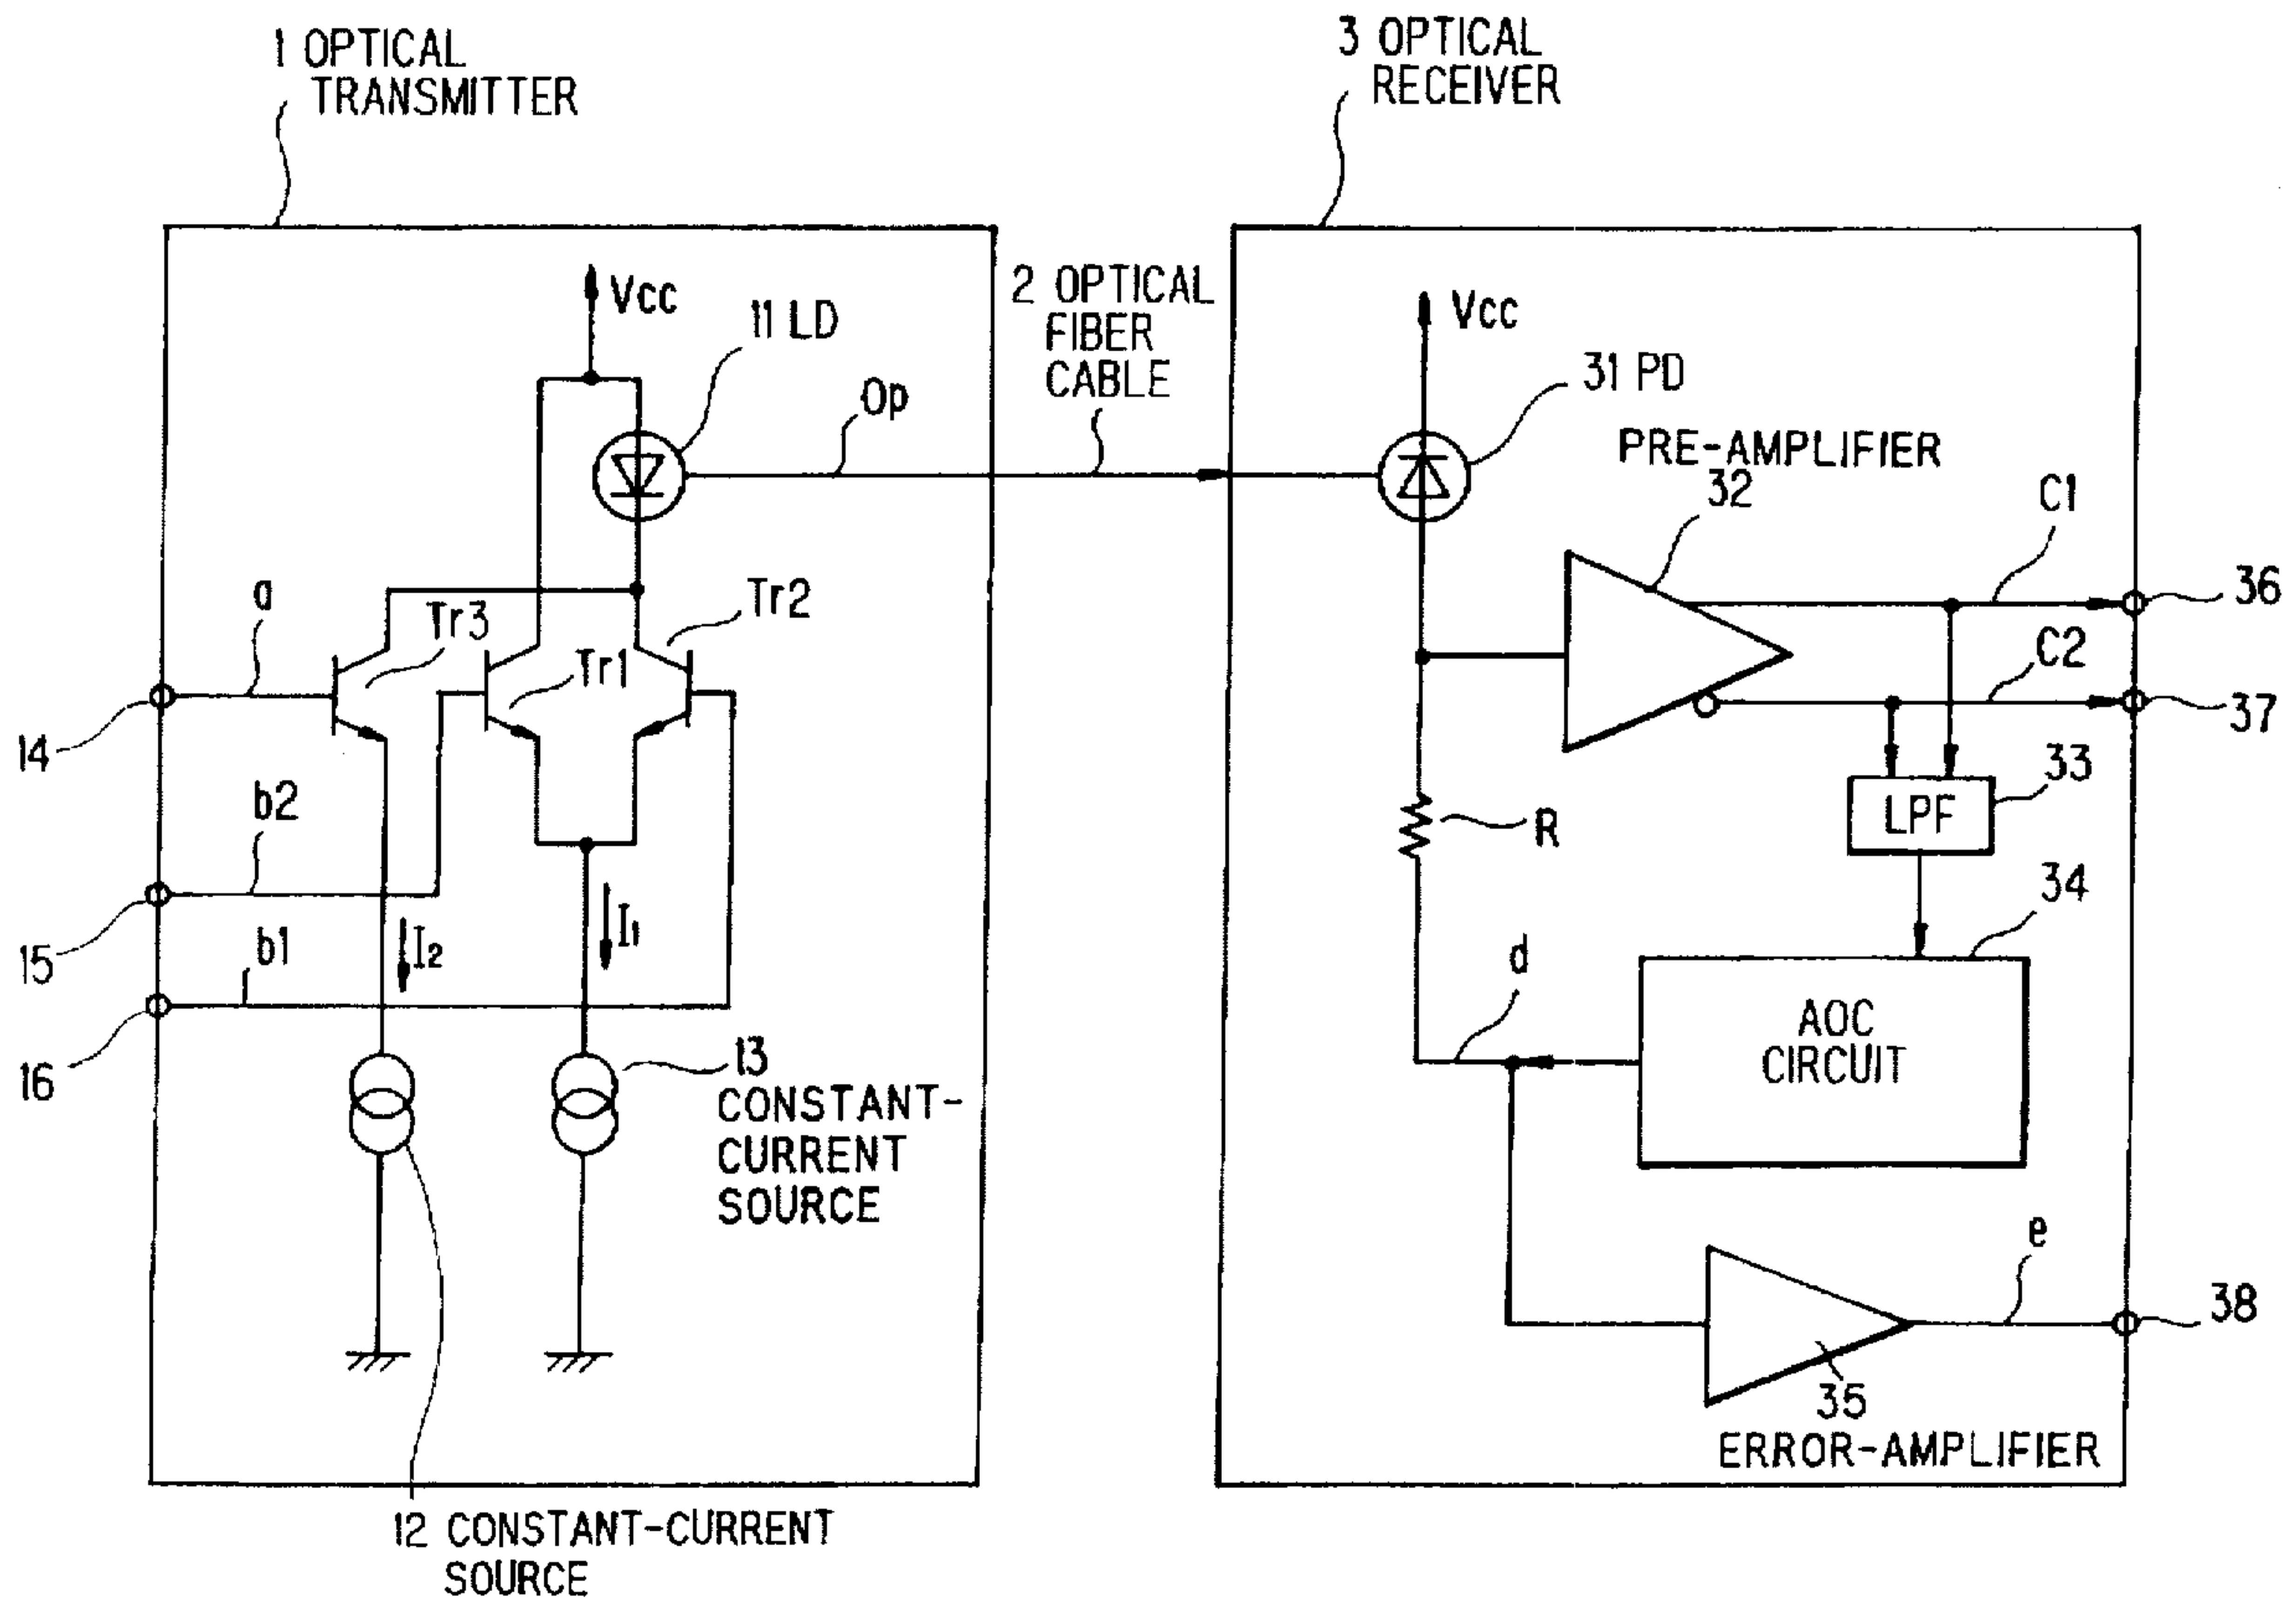 1 OPTICAL
TRANSMITTER
3 OPTICAL
RECEIVER
Vcc
11 LD
Op
2 OPTICAL
FIBER
CABLE
Vcc
31 PD
PRE-AMPLIFIER
32
C1
36
C2
37
a
Tr3
Tr1
Tr2
14
b2
15
b1
16
I2
I1
R
33
LPF
34
d
AOC
CIRCUIT
13
CONSTANT-
CURRENT
SOURCE
e
38
35
ERROR-AMPLIFIER
12 CONSTANT-CURRENT
SOURCE